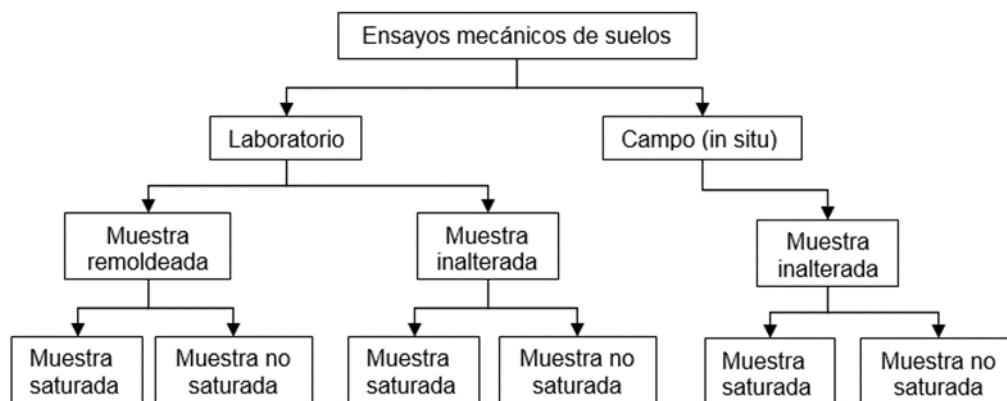 Ensayos mecánicos de suelos
Laboratorio
Campo (in situ)
Muestra
remoldeada
Muestra
inalterada
Muestra
inalterada
Muestra
saturada
Muestra no
saturada
Muestra
saturada
Muestra no
saturada
Muestra
saturada
Muestra no
saturada